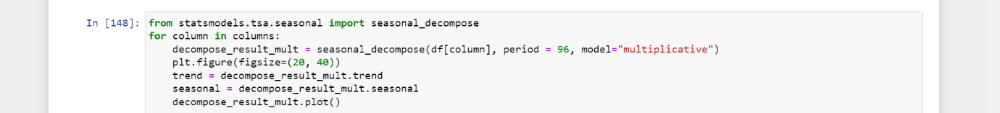 In [148]: from statsmodels.tsa.seasonal import seasonal_decompose
for column in columns:
    decompose_result_mult = seasonal_decompose(df[column], period = 96, model="multiplicative")
    plt.figure(figsize=(20, 40))
    trend = decompose_result_mult.trend
    seasonal = decompose_result_mult.seasonal
    decompose_result_mult.plot()